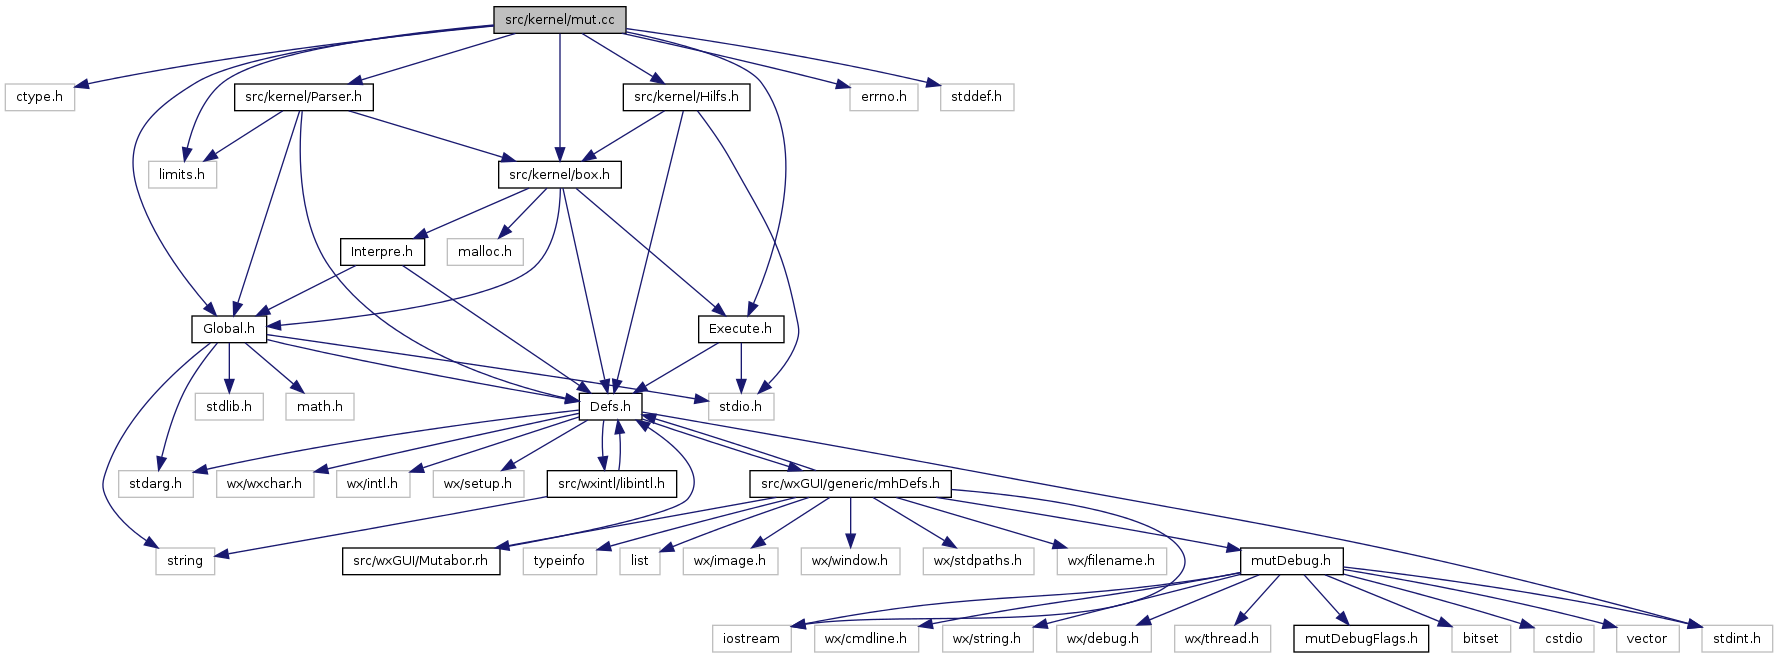 src/kernel/mut.cc
ctype.h
src/kernel/Parser.h
src/kernel/Hilfs.h
errno.h
stddef.h
limits.h
src/kernel/box.h
Interpre.h
malloc.h
Global.h
Execute.h
stdlib.h
math.h
Defs.h
stdio.h
stdarg.h
wx/wxchar.h
wx/intl.h
wx/setup.h
src/wxintl/libintl.h
src/wxGUI/generic/mhDefs.h
string
src/wxGUI/Mutabor.rh
typeinfo
list
wx/image.h
wx/window.h
wx/stdpaths.h
wx/filename.h
mutDebug.h
iostream
wx/cmdline.h
wx/string.h
wx/debug.h
wx/thread.h
mutDebugFlags.h
bitset
cstdio
vector
stdint.h